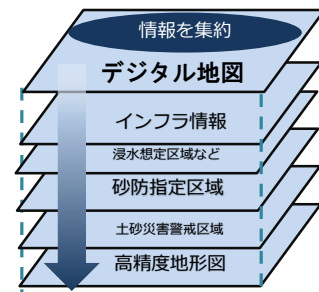 情報を集約
デジタル地図
インフラ情報
浸水想定区域など
砂防指定区域
土砂災害警戒区域
高精度地形図